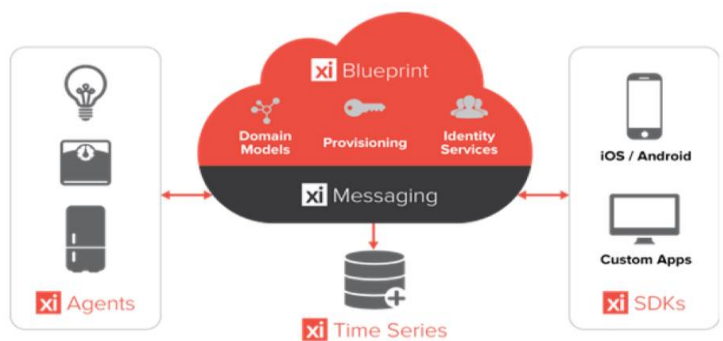 xi Blueprint
Domain
Models
Provisioning
Identity
Services
xi Messaging
xi Agents
xi Time Series
iOS / Android
Custom Apps
xi SDKs